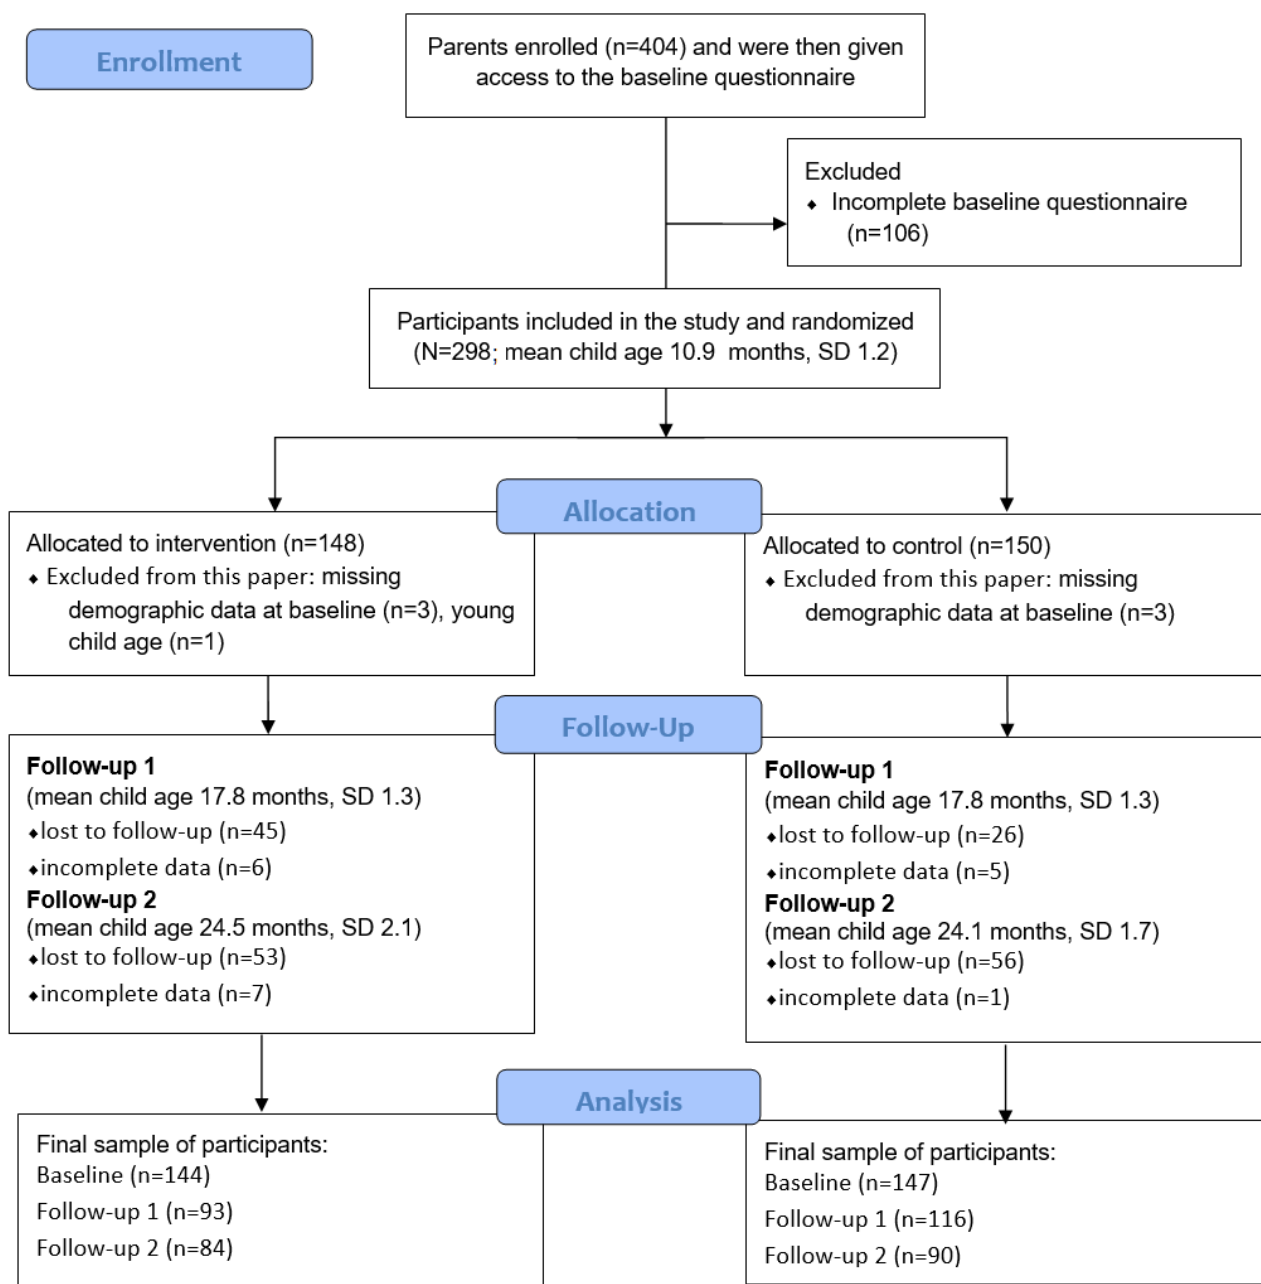 Enrollment
Parents enrolled (n=404) and were then given
access to the baseline questionnaire
Excluded
⬩ Incomplete baseline questionnaire
(n=106)
Participants included in the study and randomized
(N=298; mean child age 10.9 months, SD 1.2)
Allocation
Allocated to intervention (n=148)
⬩ Excluded from this paper: missing
demographic data at baseline (n=3), young
child age (n=1)
Allocated to control (n=150)
⬩ Excluded from this paper: missing
demographic data at baseline (n=3)
Follow-Up
Follow-up 1
(mean child age 17.8 months, SD 1.3)
⬩lost to follow-up (n=45)
⬩incomplete data (n=6)
Follow-up 2
(mean child age 24.5 months, SD 2.1)
⬩lost to follow-up (n=53)
⬩incomplete data (n=7)
Follow-up 1
(mean child age 17.8 months, SD 1.3)
⬩lost to follow-up (n=26)
⬩incomplete data (n=5)
Follow-up 2
(mean child age 24.1 months, SD 1.7)
⬩lost to follow-up (n=56)
⬩incomplete data (n=1)
Analysis
Final sample of participants:
Baseline (n=144)
Follow-up 1 (n=93)
Follow-up 2 (n=84)
Final sample of participants:
Baseline (n=147)
Follow-up 1 (n=116)
Follow-up 2 (n=90)